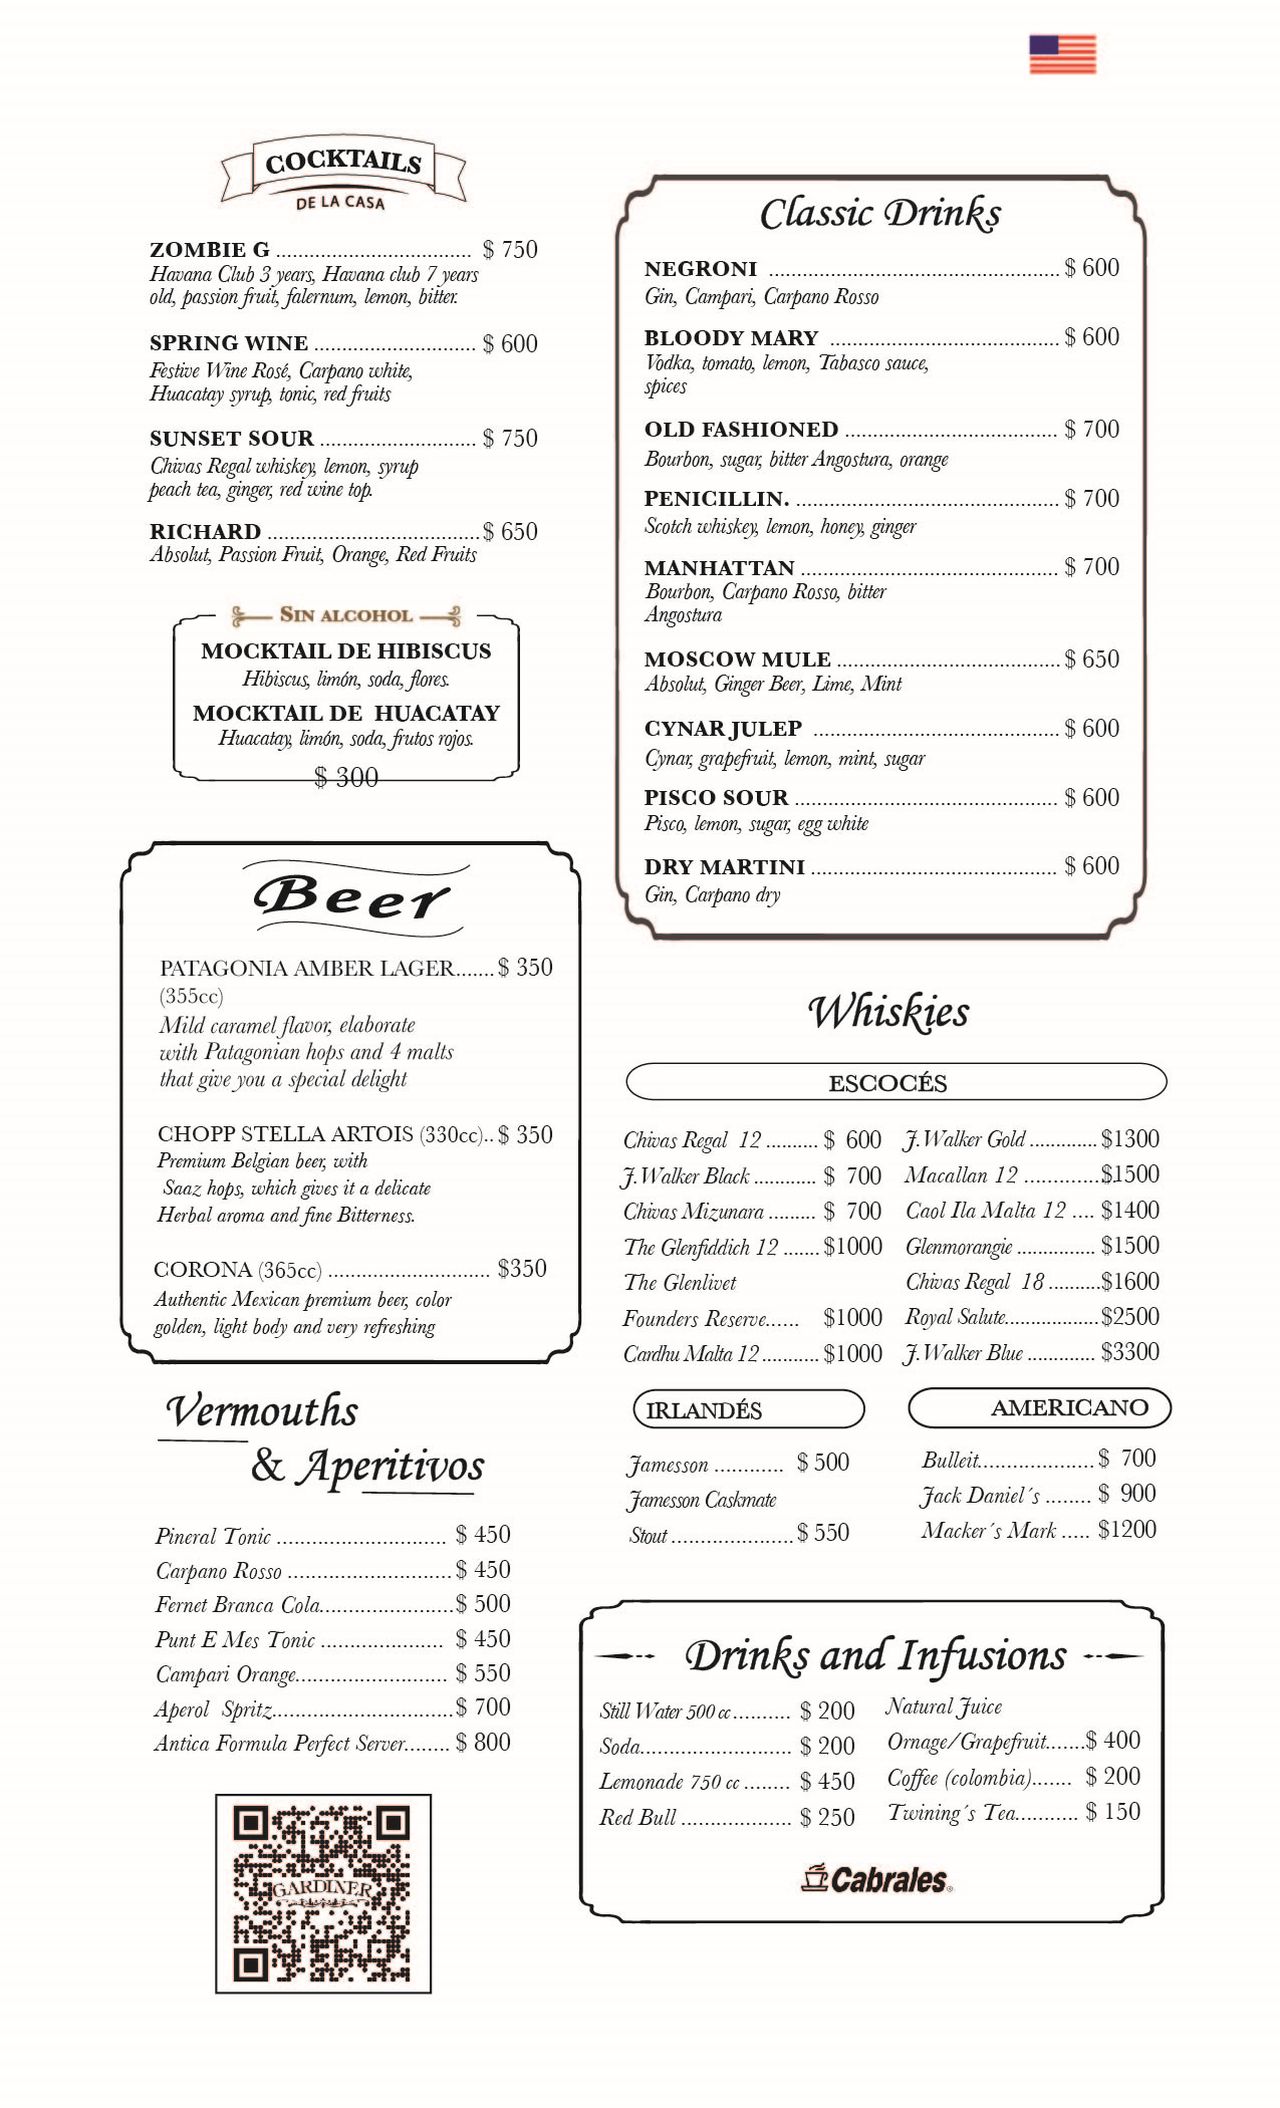 COCKTAILS
DE LA CASA
ZOMBIE G ................................... $ 750
Havana Club 3 years, Havana club 7 years
old, passion fruit, falernum, lemon, bitter.
SPRING WINE ............................. $ 600
Festive Wine Rosé, Carpano white,
Huacatay syrup, tonic, red fruits
SUNSET SOUR ............................ $ 750
Chivas Regal whiskey, lemon, syrup
peach tea, ginger, red wine top.
RICHARD ......................................$ 650
Absolut, Passion Fruit, Orange, Red Fruits
SIN ALCOHOL
MOCKTAIL DE HIBISCUS
Hibiscus, limón, soda, flores.
MOCKTAIL DE HUACATAY
Huacatay, limón, soda, frutos rojos.
$ 300
Classic Drinks
NEGRONI .................................................... $ 600
Gin, Campari, Carpano Rosso
BLOODY MARY ......................................... $ 600
Vodka, tomato, lemon, Tabasco sauce,
spices
OLD FASHIONED ...................................... $ 700
Bourbon, sugar, bitter Angostura, orange
PENICILLIN. ............................................... $ 700
Scotch whiskey, lemon, honey, ginger
MANHATTAN .............................................. $ 700
Bourbon, Carpano Rosso, bitter
Angostura
MOSCOW MULE ........................................ $ 650
Absolut, Ginger Beer, Lime, Mint
CYNAR JULEP ............................................ $ 600
Cynar, grapefruit, lemon, mint, sugar
PISCO SOUR ............................................... $ 600
Pisco, lemon, sugar, egg white
DRY MARTINI ............................................ $ 600
Gin, Carpano dry
Beer
PATAGONIA AMBER LAGER.......$ 350
(355cc)
Mild caramel flavor, elaborate
with Patagonian hops and 4 malts
that give you a special delight
CHOPP STELLA ARTOIS (330cc)..$ 350
Premium Belgian beer, with
Saaz hops, which gives it a delicate
Herbal aroma and fine Bitterness.
CORONA (365cc) ............................. $350
Authentic Mexican premium beer, color
golden, light body and very refreshing
Whiskies
ESCOCÉS
Chivas Regal 12 .......... $ 600
J.Walker Black ............ $ 700
Chivas Mizunara ......... $ 700
The Glenfiddich 12 .......$1000
The Glenlivet
Founders Reserve...... $1000
Cardhu Malta 12 ...........$1000
J.Walker Gold .............$1300
Macallan 12 ..............$1500
Caol Ila Malta 12 .... $1400
Glenmorangie ............... $1500
Chivas Regal 18 ..........$1600
Royal Salute..................$2500
J.Walker Blue ............. $3300
IRLANDÉS
Jamesson ............ $ 500
Jamesson Caskmate
Stout .....................$ 550
AMERICANO
Bulleit....................$ 700
Jack Daniel´s ........ $ 900
Macker´s Mark ..... $1200
Vermouths
& Aperitivos
Pineral Tonic ............................. $ 450
Carpano Rosso ............................$ 450
Fernet Branca Cola.......................$ 500
Punt E Mes Tonic ..................... $ 450
Campari Orange.......................... $ 550
Aperol Spritz...............................$ 700
Antica Formula Perfect Server........ $ 800
Drinks and Infusions
Still Water 500 cc.......... $ 200
Soda.......................... $ 200
Lemonade 750 cc ........ $ 450
Red Bull ................... $ 250
Natural Juice
Ornage/Grapefruit.......$ 400
Coffee (colombia)....... $ 200
Twining´s Tea........... $ 150
Cabrales
GARDINER